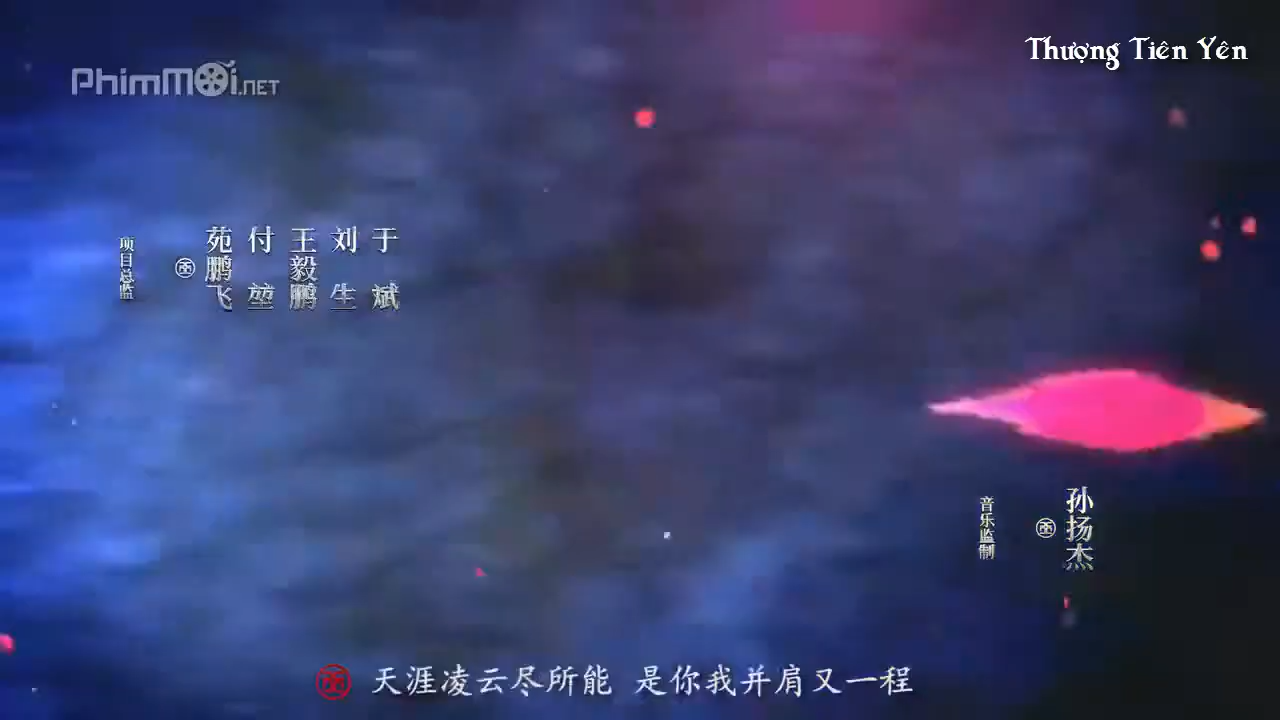 PhimMỗi.NET
Thượng Tiên Yên
项目总监
苑鹏飞
付堃
王毅鹏
刘生
于斌
音乐监制
孙扬杰
天涯凌云尽所能 是你我并肩又一程